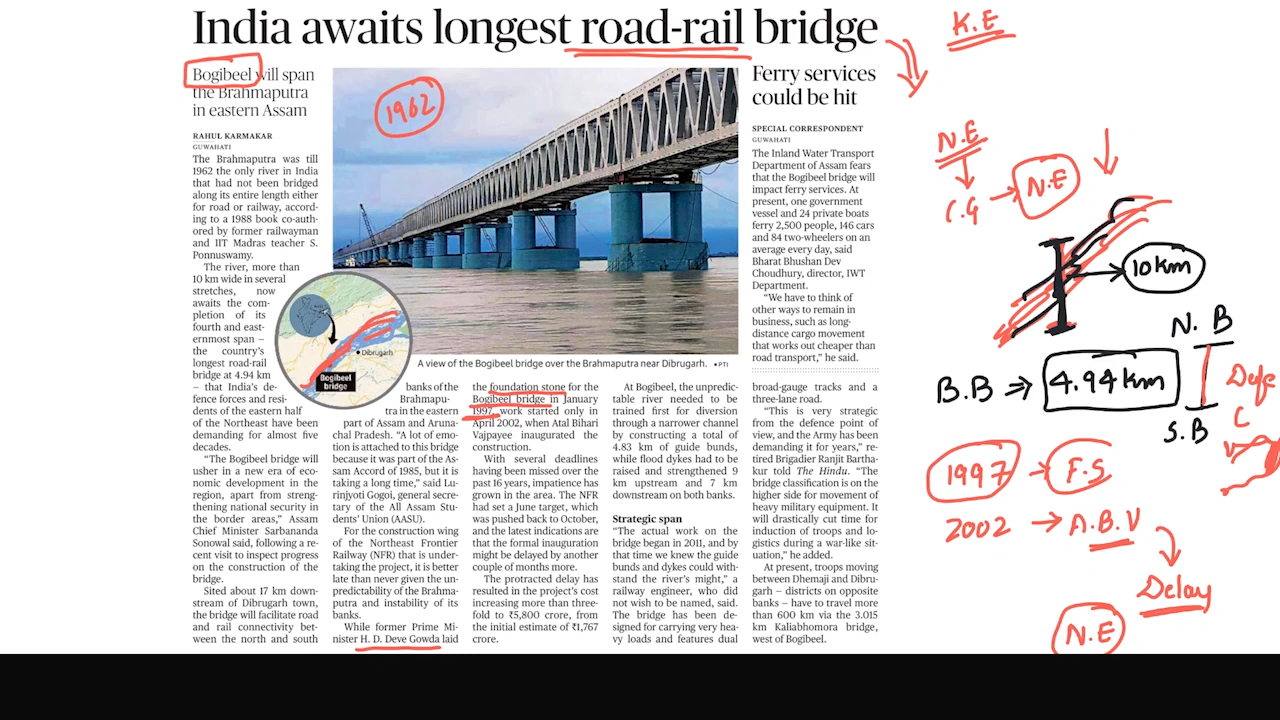 India awaits longest road-rail bridge
Bogibeel will span
the Brahmaputra
in eastern Assam
RAHUL KARMAKAR
GUWAHATI
The Brahmaputra was till
1962 the only river in India
that had not been bridged
along its entire length either
for road or railway, accord-
ing to a 1988 book co-auth-
ored by former railwayman
and IIT Madras teacher S.
Ponnuswamy.
The river, more than
10 km wide in several
stretches, now
awaits the com-
pletion of its
fourth and east-
ernmost span –
the country's
longest road-rail
bridge at 4.94 km
– that India's de-
fence forces and resi-
dents of the eastern half
of the Northeast have been
demanding for almost five
decades.
"The Bogibeel bridge will
usher in a new era of eco-
nomic development in the
region, apart from streng-
thening national security in
the border areas," Assam
Chief Minister Sarbananda
Sonowal said, following a re-
cent visit to inspect progress
on the construction of the
bridge.
Sited about 17 km down-
stream of Dibrugarh town,
the bridge will facilitate road
and rail connectivity bet-
ween the north and south
1962
Dibrugarh
Bogibeel
bridge
A view of the Bogibeel bridge over the Brahmaputra near Dibrugarh. •PTI
banks of the
Brahmapu-
tra in the eastern
part of Assam and Aruna-
chal Pradesh. "A lot of emo-
tion is attached to this bridge
because it was part of the As-
sam Accord of 1985, but it is
taking a long time," said Lu-
rinjyoti Gogoi, general secre-
tary of the All Assam Stu-
dents' Union (AASU).
For the construction wing
of the Northeast Frontier
Railway (NFR) that is under-
taking the project, it is better
late than never given the un-
predictability of the Brahma-
putra and instability of its
banks.
While former Prime Mi-
nister H. D. Deve Gowda laid
the foundation stone for the
Bogibeel bridge in January
1997, work started only in
April 2002, when Atal Bihari
Vajpayee inaugurated the
construction.
With several deadlines
having been missed over the
past 16 years, impatience has
grown in the area. The NFR
had set a June target, which
was pushed back to October,
and the latest indications are
that the formal inauguration
might be delayed by another
couple of months more.
The protracted delay has
resulted in the project's cost
increasing more than three-
fold to ₹5,800 crore, from
the initial estimate of ₹1,767
crore.
At Bogibeel, the unpredict-
able river needed to be
trained first for diversion
through a narrower channel
by constructing a total of
4.83 km of guide bunds,
while flood dykes had to be
raised and strengthened 9
km upstream and 7 km
downstream on both banks.
Strategic span
"The actual work on the
bridge began in 2011, and by
that time we knew the guide
bunds and dykes could with-
stand the river's might," a
railway engineer, who did
not wish to be named, said.
The bridge has been de-
signed for carrying very hea-
vy loads and features dual
Ferry services
could be hit
SPECIAL CORRESPONDENT
GUWAHATI
The Inland Water Transport
Department of Assam fears
that the Bogibeel bridge will
impact ferry services. At
present, one government
vessel and 24 private boats
ferry 2,500 people, 146 cars
and 84 two-wheelers on an
average every day, said
Bharat Bhushan Dev
Choudhury, director, IWT
Department.
"We have to think of
other ways to remain in
business, such as long-
distance cargo movement
that works out cheaper than
road transport," he said.
broad-gauge tracks and a
three-lane road.
"This is very strategic
from the defence point of
view, and the Army has been
demanding it for years," re-
tired Brigadier Ranjit Bartha-
kur told The Hindu. "The
bridge classification is on the
higher side for movement of
heavy military equipment. It
will drastically cut time for
induction of troops and lo-
gistics during a war-like sit-
uation," he added.
At present, troops moving
between Dhemaji and Dibru-
garh – districts on opposite
banks – have to travel more
than 600 km via the 3.015
km Kaliabhomora bridge,
west of Bogibeel.
K.E
N.E
C.G → N.E
10 km
N. B
B.B ⇒ 4.94 km
S.B
C
1997 → F.S
2002 → A.B.V
Delay
N.E